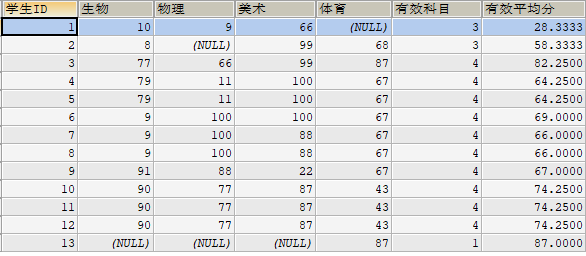 学生ID 生物 物理 美术 体育 有效科目 有效平均分
1 10 9 66 (NULL) 3 28.3333
2 8 (NULL) 99 68 3 58.3333
3 77 66 99 87 4 82.2500
4 79 11 100 67 4 64.2500
5 79 11 100 67 4 64.2500
6 9 100 100 67 4 69.0000
7 9 100 88 67 4 66.0000
8 9 100 88 67 4 66.0000
9 91 88 22 67 4 67.0000
10 90 77 87 43 4 74.2500
11 90 77 87 43 4 74.2500
12 90 77 87 43 4 74.2500
13 (NULL) (NULL) (NULL) 87 1 87.0000